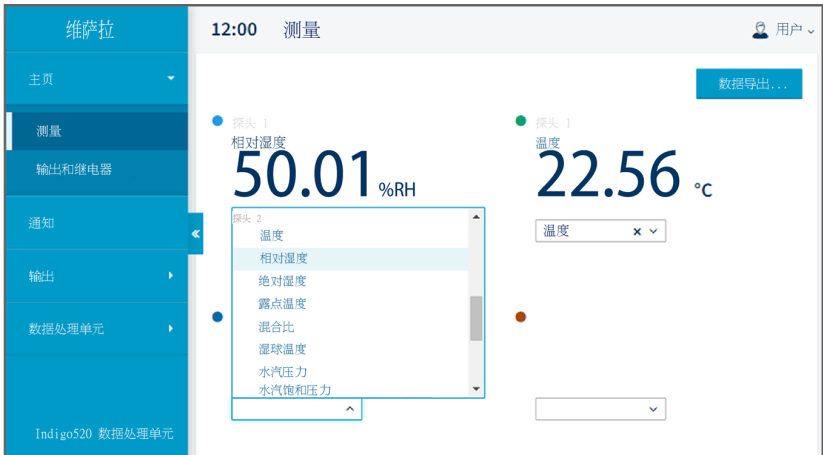 维萨拉
12:00 测量
用户
主页
数据导出...
测量
输出和继电器
通知
输出
数据处理单元
Indigo520 数据处理单元
探头 1
相对湿度
50.01 %RH
探头 1
温度
22.56 °C
温度
探头 2
温度
相对湿度
绝对湿度
露点温度
混合比
湿球温度
水汽压力
水汽饱和压力